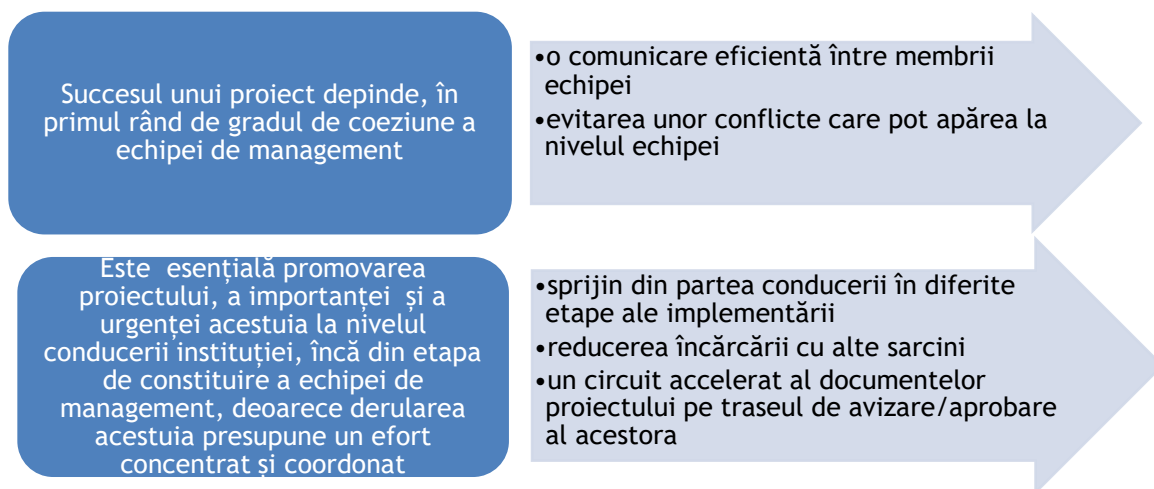 Succesul unui proiect depinde, în
primul rând de gradul de coeziune a
echipei de management
•o comunicare eficientă între membrii
echipei
•evitarea unor conflicte care pot apărea la
nivelul echipei
Este esențială promovarea
proiectului, a importanței și a
urgenței acestuia la nivelul
conducerii instituției, încă din etapa
de constituire a echipei de
management, deoarece derularea
acestuia presupune un efort
concentrat și coordonat
•sprijin din partea conducerii în diferite
etape ale implementării
•reducerea încărcării cu alte sarcini
•un circuit accelerat al documentelor
proiectului pe traseul de avizare/aprobare
al acestora